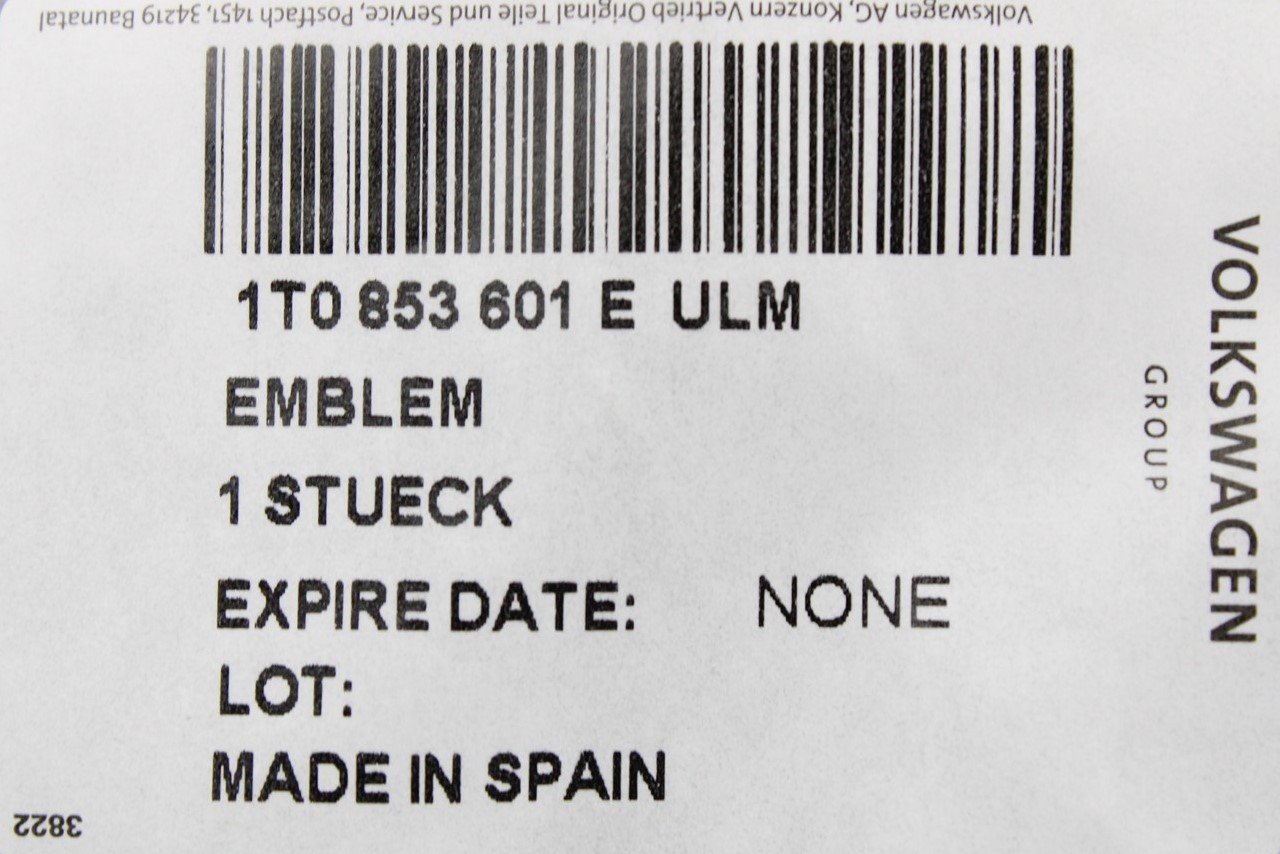 Volkswagen AG, Konzern Vertrieb Original Teile und Service, Postfach 1451, 34219 Baunatal
1T0 853 601 E ULM
EMBLEM
1 STUECK
EXPIRE DATE: NONE
LOT:
MADE IN SPAIN
VOLKSWAGEN
GROUP
3822